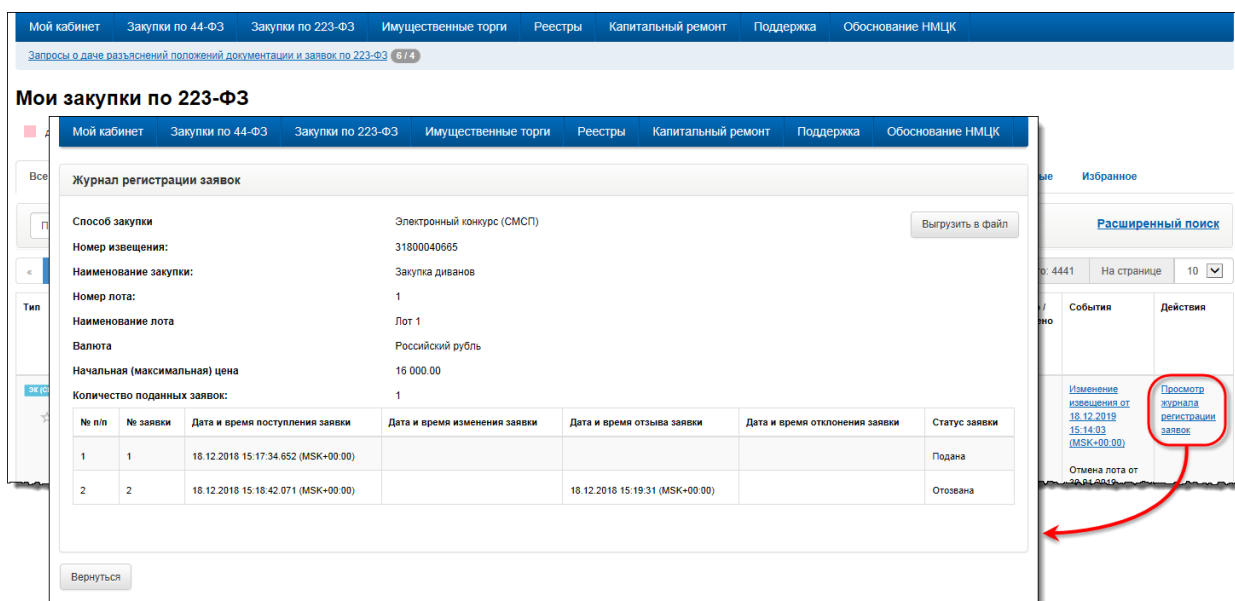 Мой кабинет Закупки по 44-ФЗ Закупки по 223-ФЗ Имущественные торги Реестры Капитальный ремонт Поддержка Обоснование НМЦК
Запросы о даче разъяснений положений документации и заявок по 223-ФЗ 6 / 4
Мои закупки по 223-ФЗ
Мой кабинет Закупки по 44-ФЗ Закупки по 223-ФЗ Имущественные торги Реестры Капитальный ремонт Поддержка Обоснование НМЦК
Все Избранное
Журнал регистрации заявок
Расширенный поиск
Способ закупки Электронный конкурс (СМСП) Выгрузить в файл
Номер извещения: 31800040665
Наименование закупки: Закупка диванов
« 4441 На странице 10
Номер лота: 1
Наименование лота Лот 1
Валюта Российский рубль
Начальная (максимальная) цена 16 000.00
Количество поданных заявок: 1
Тип События Действия
№ п/п № заявки Дата и время поступления заявки Дата и время изменения заявки Дата и время отзыва заявки Дата и время отклонения заявки Статус заявки
1 1 18.12.2018 15:17:34.652 (MSK+00:00) Подана
2 2 18.12.2018 15:18:42.071 (MSK+00:00) 18.12.2018 15:19:31 (MSK+00:00) Отозвана
Изменение
извещения от
18.12.2019
15:14:03
(MSK+00:00)
Отмена лота от
Просмотр
журнала
регистрации
заявок
Вернуться